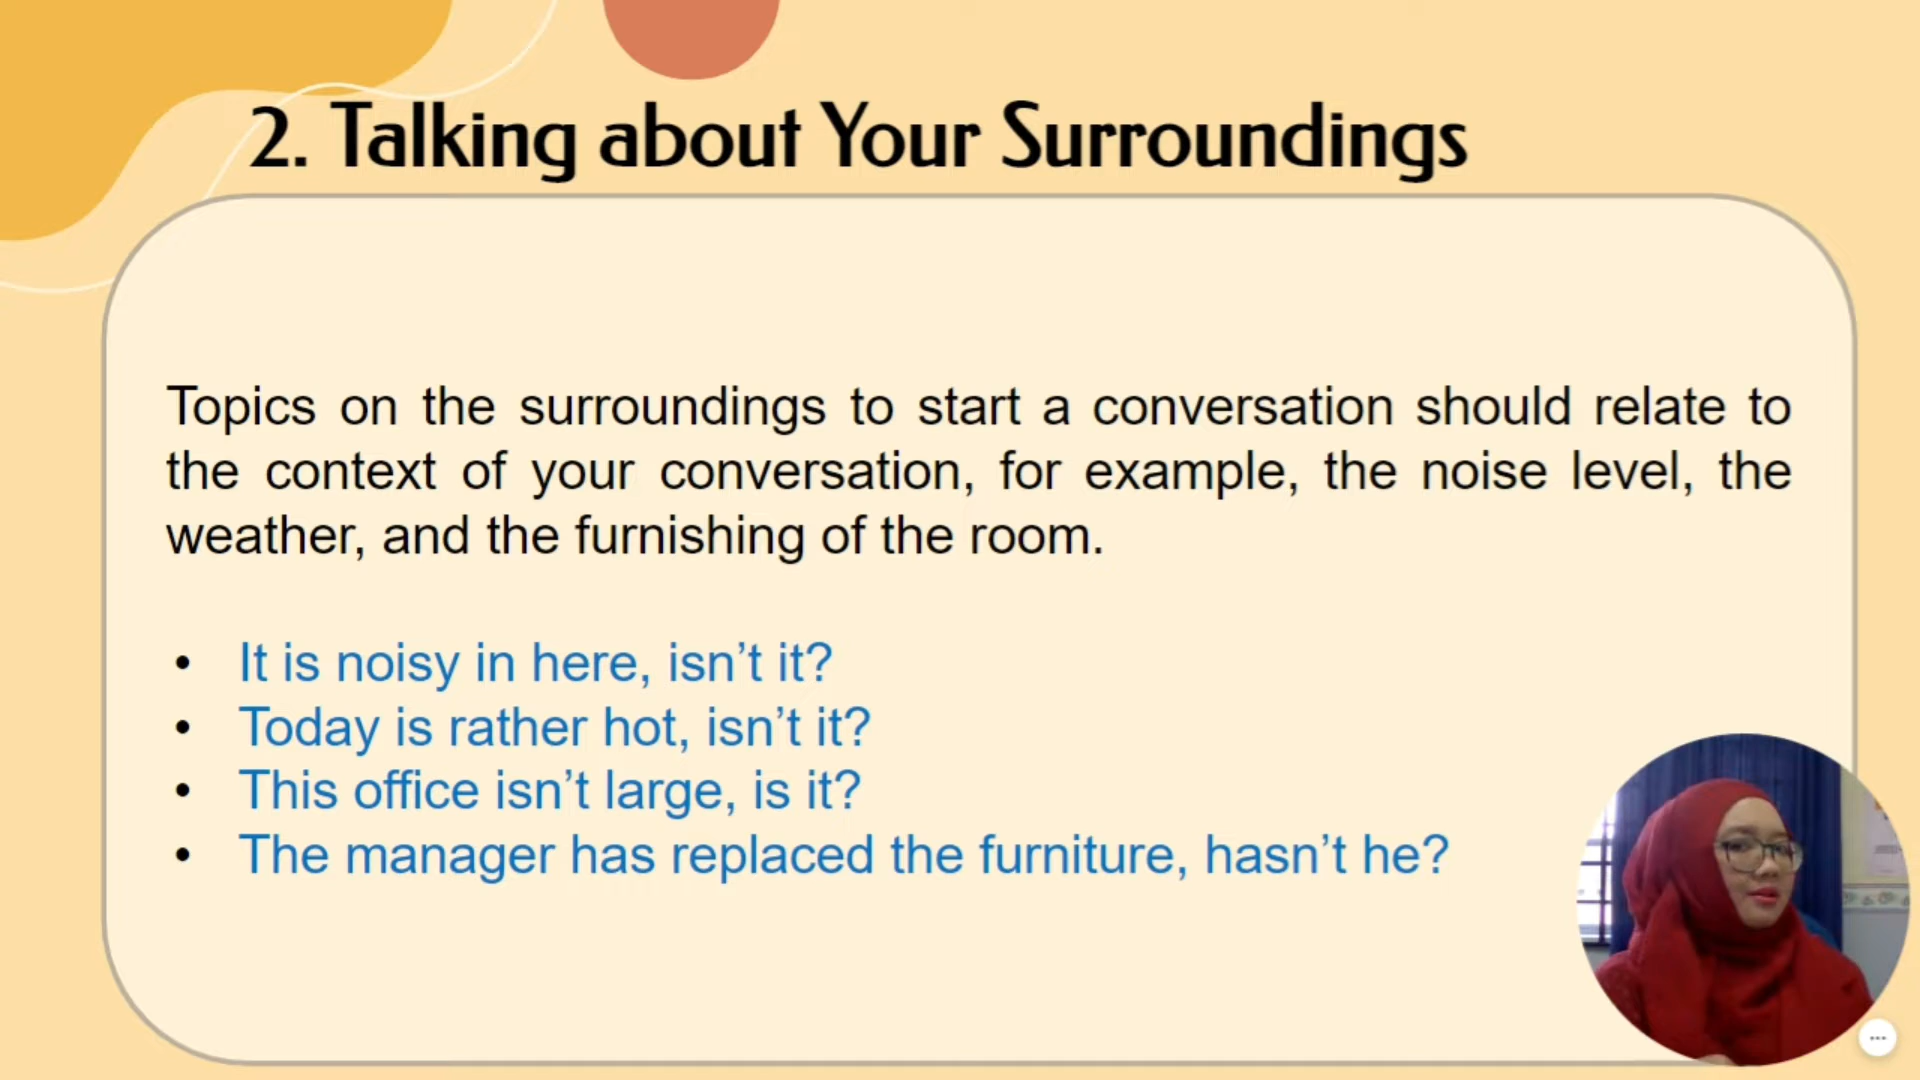 2. Talking about Your Surroundings
Topics on the surroundings to start a conversation should relate to
the context of your conversation, for example, the noise level, the
weather, and the furnishing of the room.
• It is noisy in here, isn’t it?
• Today is rather hot, isn’t it?
• This office isn’t large, is it?
• The manager has replaced the furniture, hasn’t he?